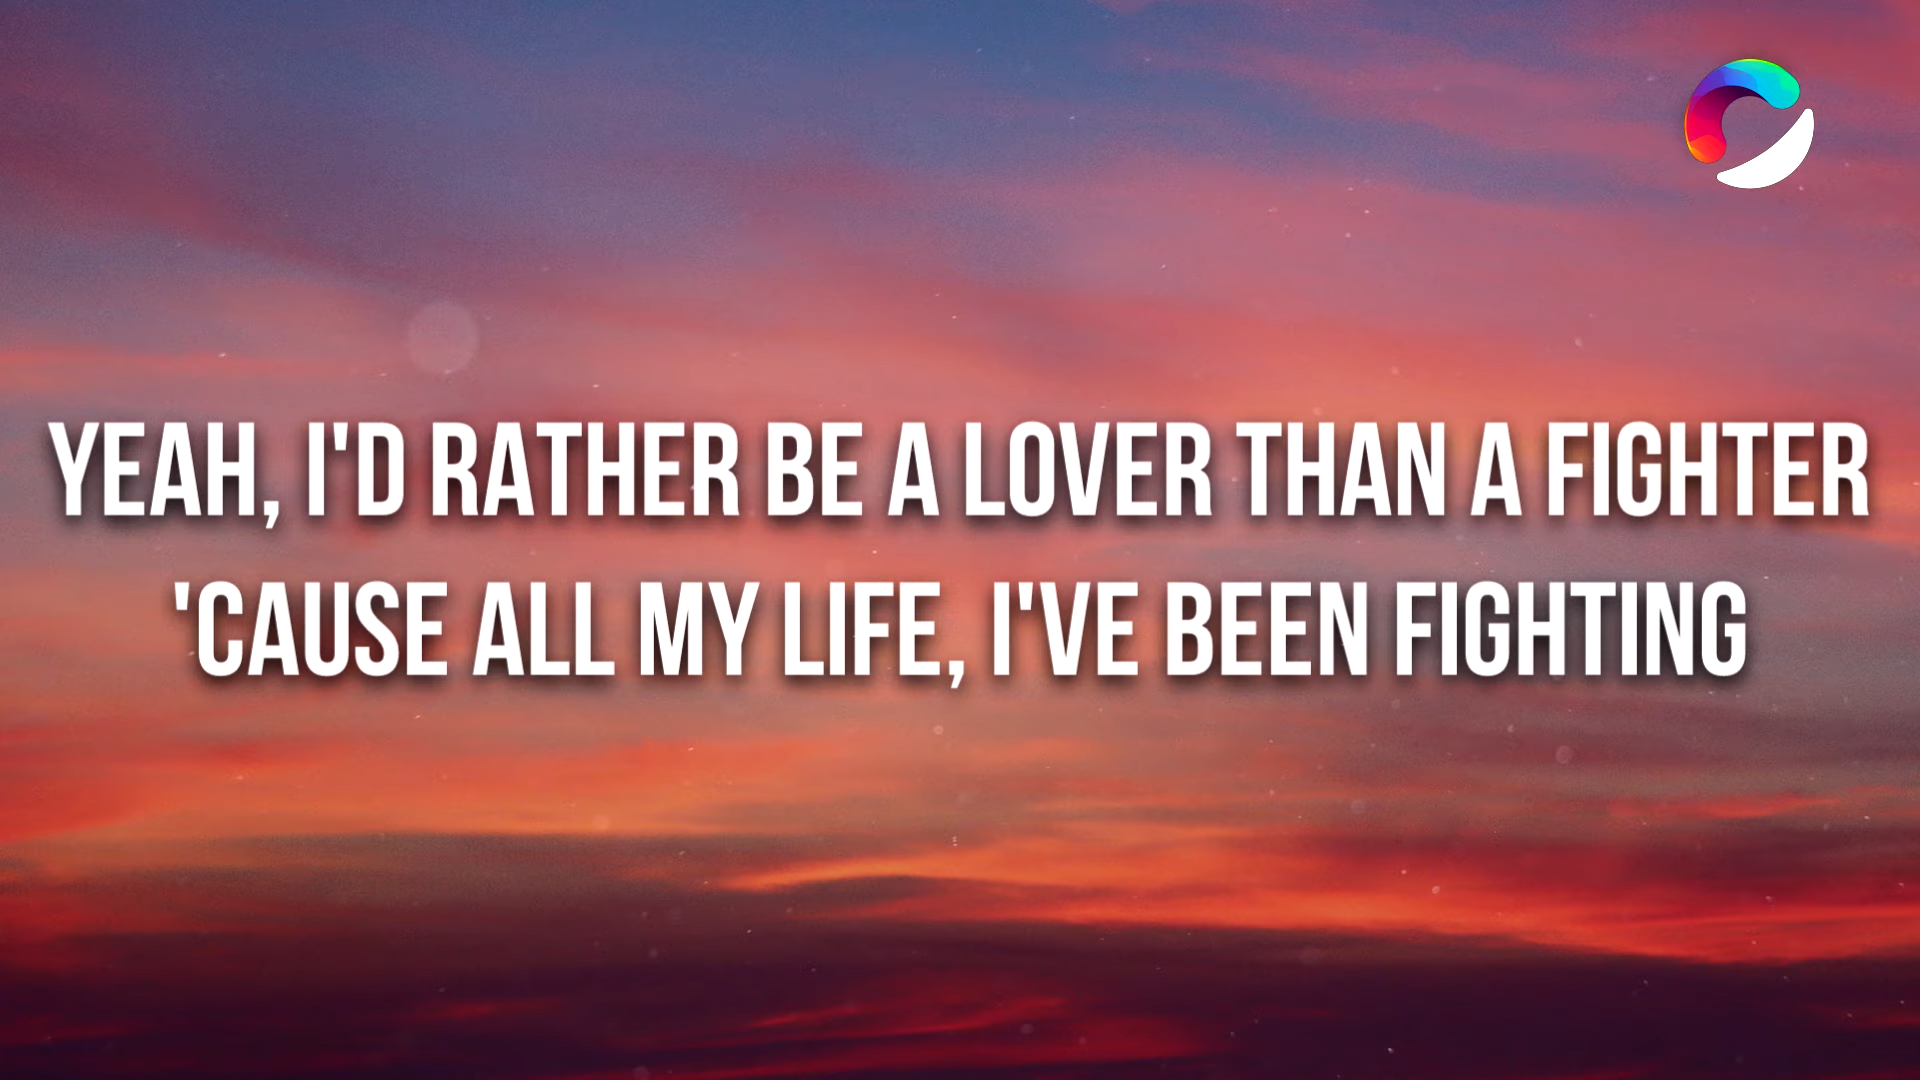 YEAH, I'D RATHER BE A LOVER THAN A FIGHTER
'CAUSE ALL MY LIFE, I'VE BEEN FIGHTING